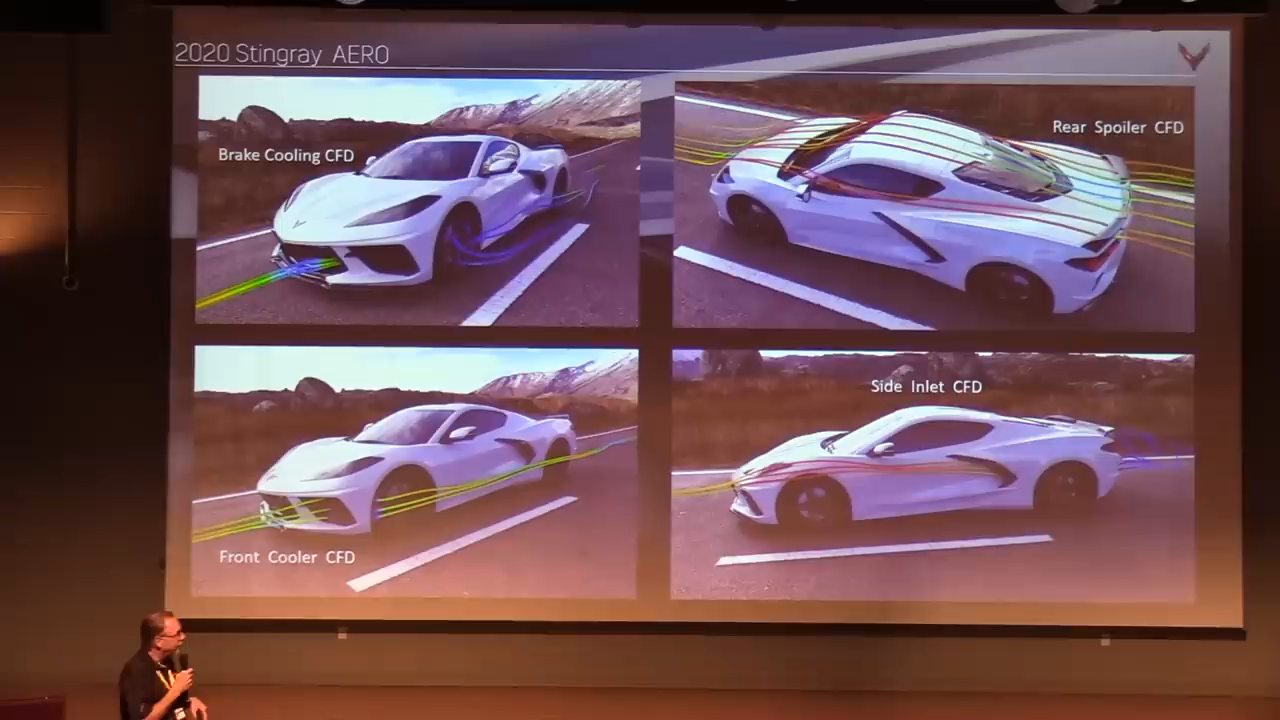 2020 Stingray AERO
Brake Cooling CFD
Rear Spoiler CFD
Front Cooler CFD
Side Inlet CFD